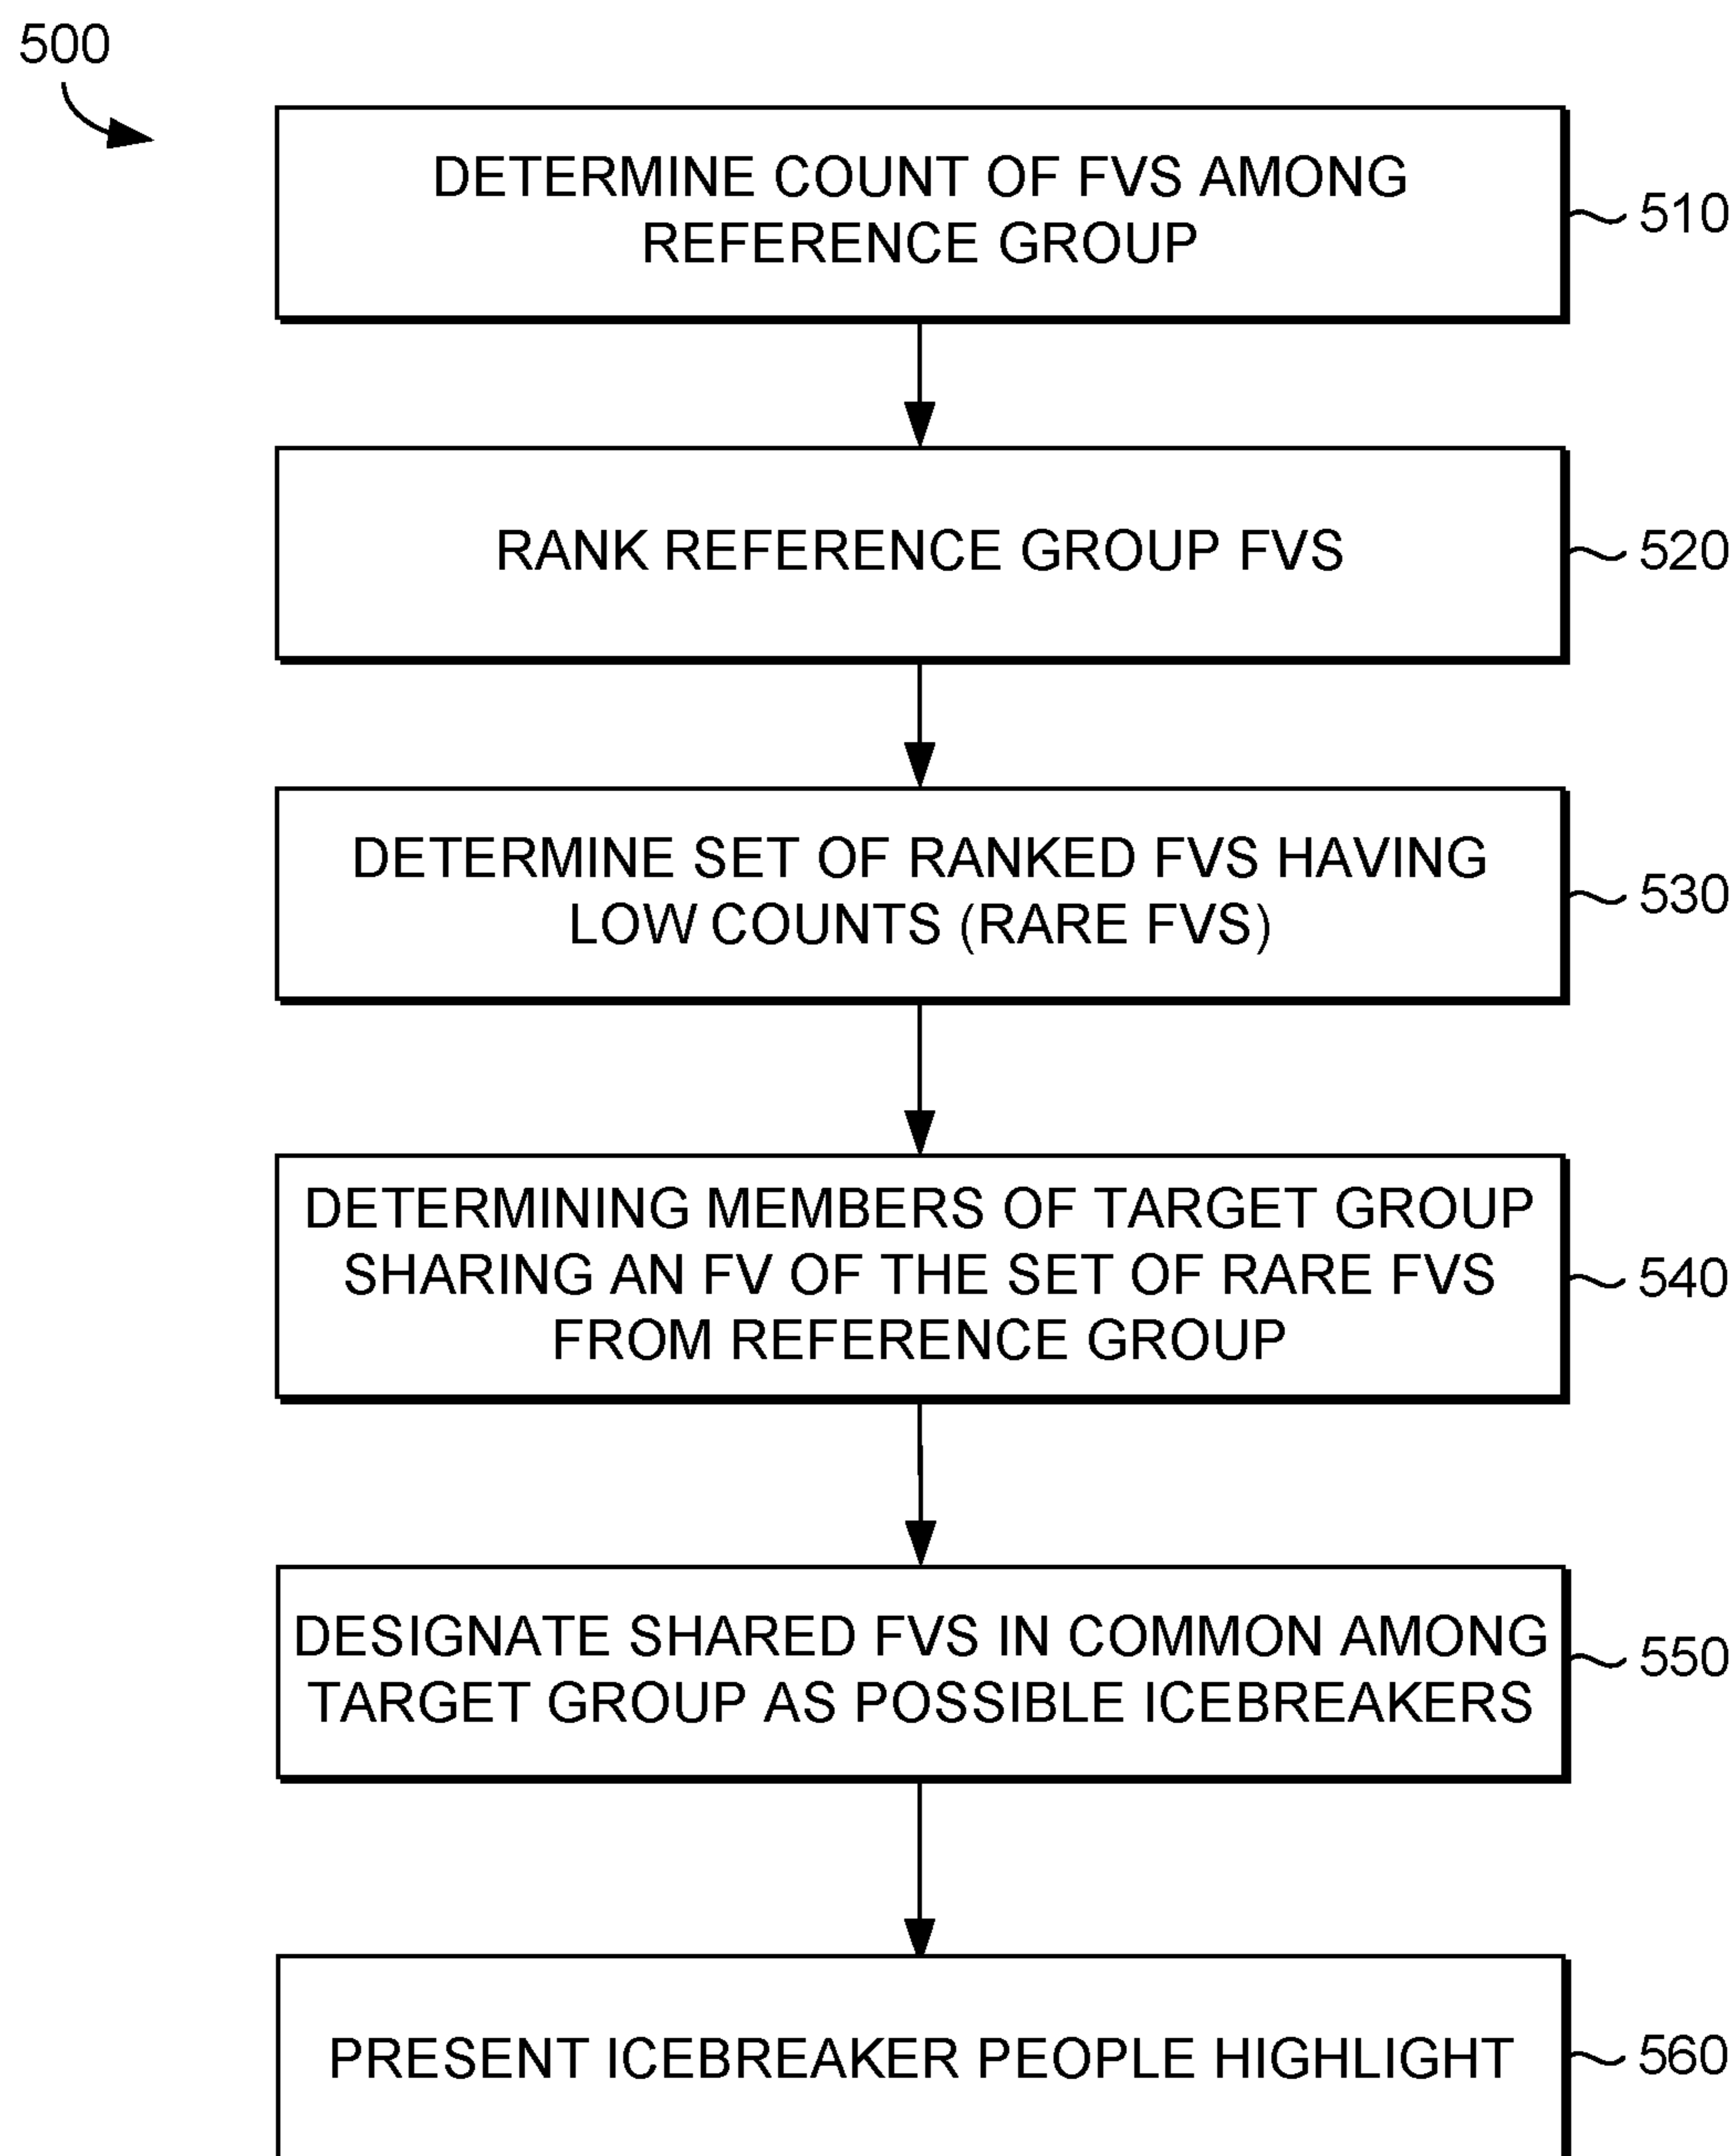 500
DETERMINE COUNT OF FVS AMONG
REFERENCE GROUP
510
RANK REFERENCE GROUP FVS
520
DETERMINE SET OF RANKED FVS HAVING
LOW COUNTS (RARE FVS)
530
DETERMINING MEMBERS OF TARGET GROUP
SHARING AN FV OF THE SET OF RARE FVS
FROM REFERENCE GROUP
540
DESIGNATE SHARED FVS IN COMMON AMONG
TARGET GROUP AS POSSIBLE ICEBREAKERS
550
PRESENT ICEBREAKER PEOPLE HIGHLIGHT
560